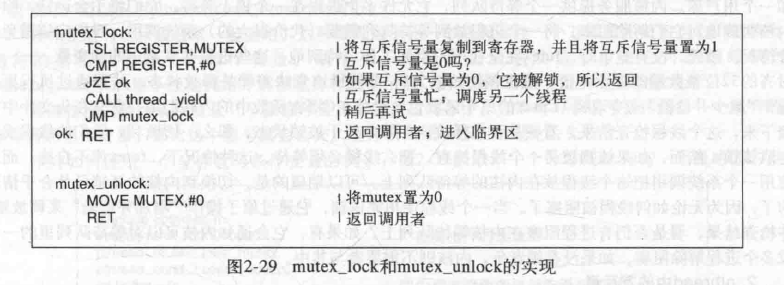 mutex_lock:
TSL REGISTER,MUTEX | 将互斥信号量复制到寄存器，并且将互斥信号量置为1
CMP REGISTER,#0 | 互斥信号量是0吗？
JZE ok | 如果互斥信号量为0，它被解锁，所以返回
CALL thread_yield | 互斥信号量忙；调度另一个线程
JMP mutex_lock | 稍后再试
ok: RET | 返回调用者；进入临界区
mutex_unlock:
MOVE MUTEX,#0 | 将mutex置为0
RET | 返回调用者
图2-29 mutex_lock和mutex_unlock的实现